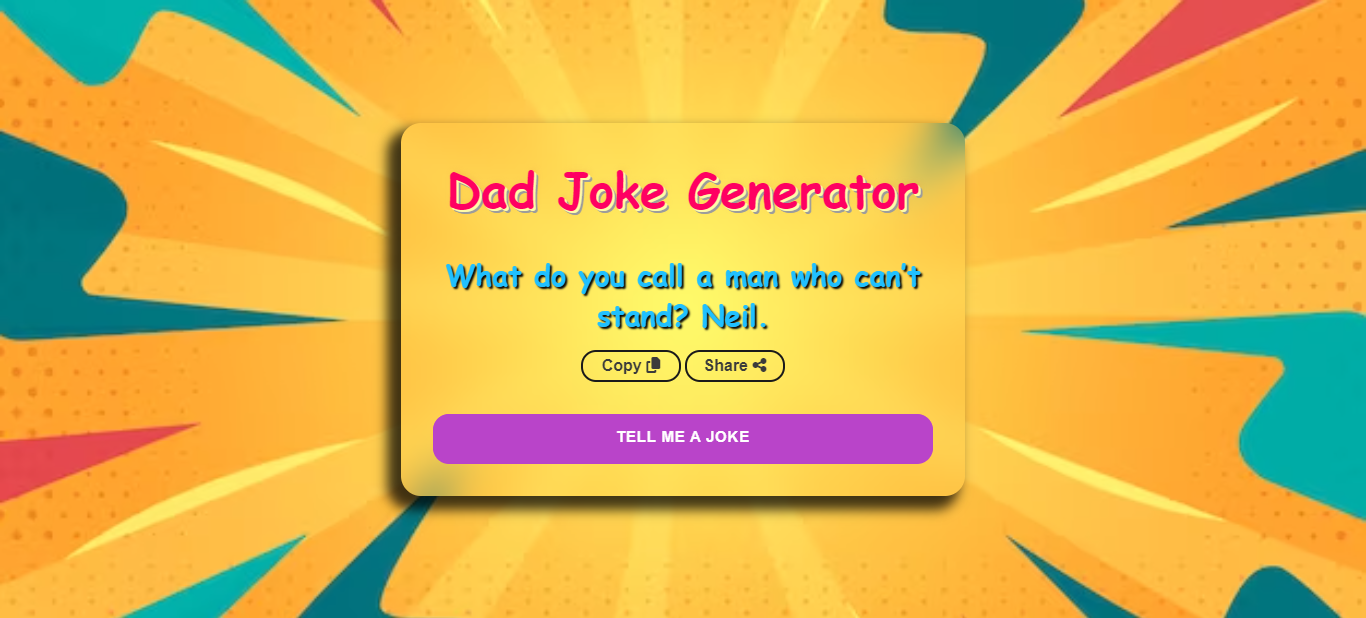 Dad Joke Generator
What do you call a man who can't
stand? Neil.
Copy Share
TELL ME A JOKE